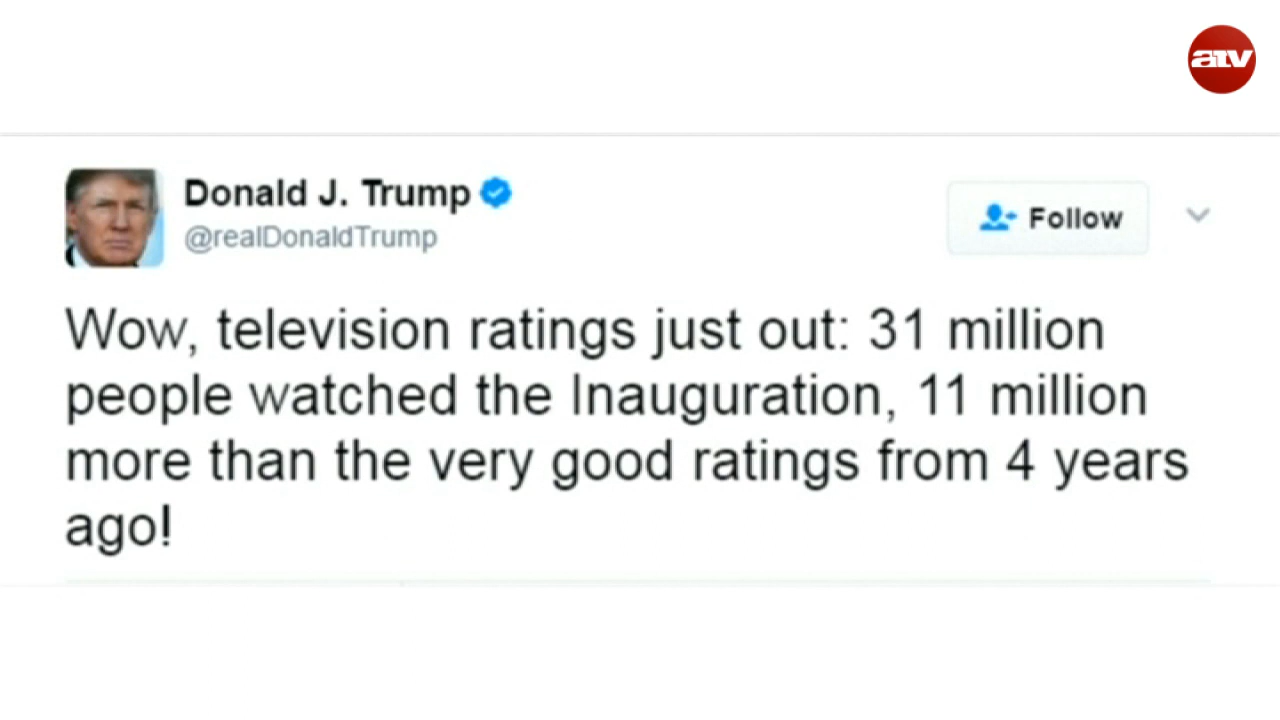 atv
Donald J. Trump
@realDonaldTrump
Follow
Wow, television ratings just out: 31 million
people watched the Inauguration, 11 million
more than the very good ratings from 4 years
ago!